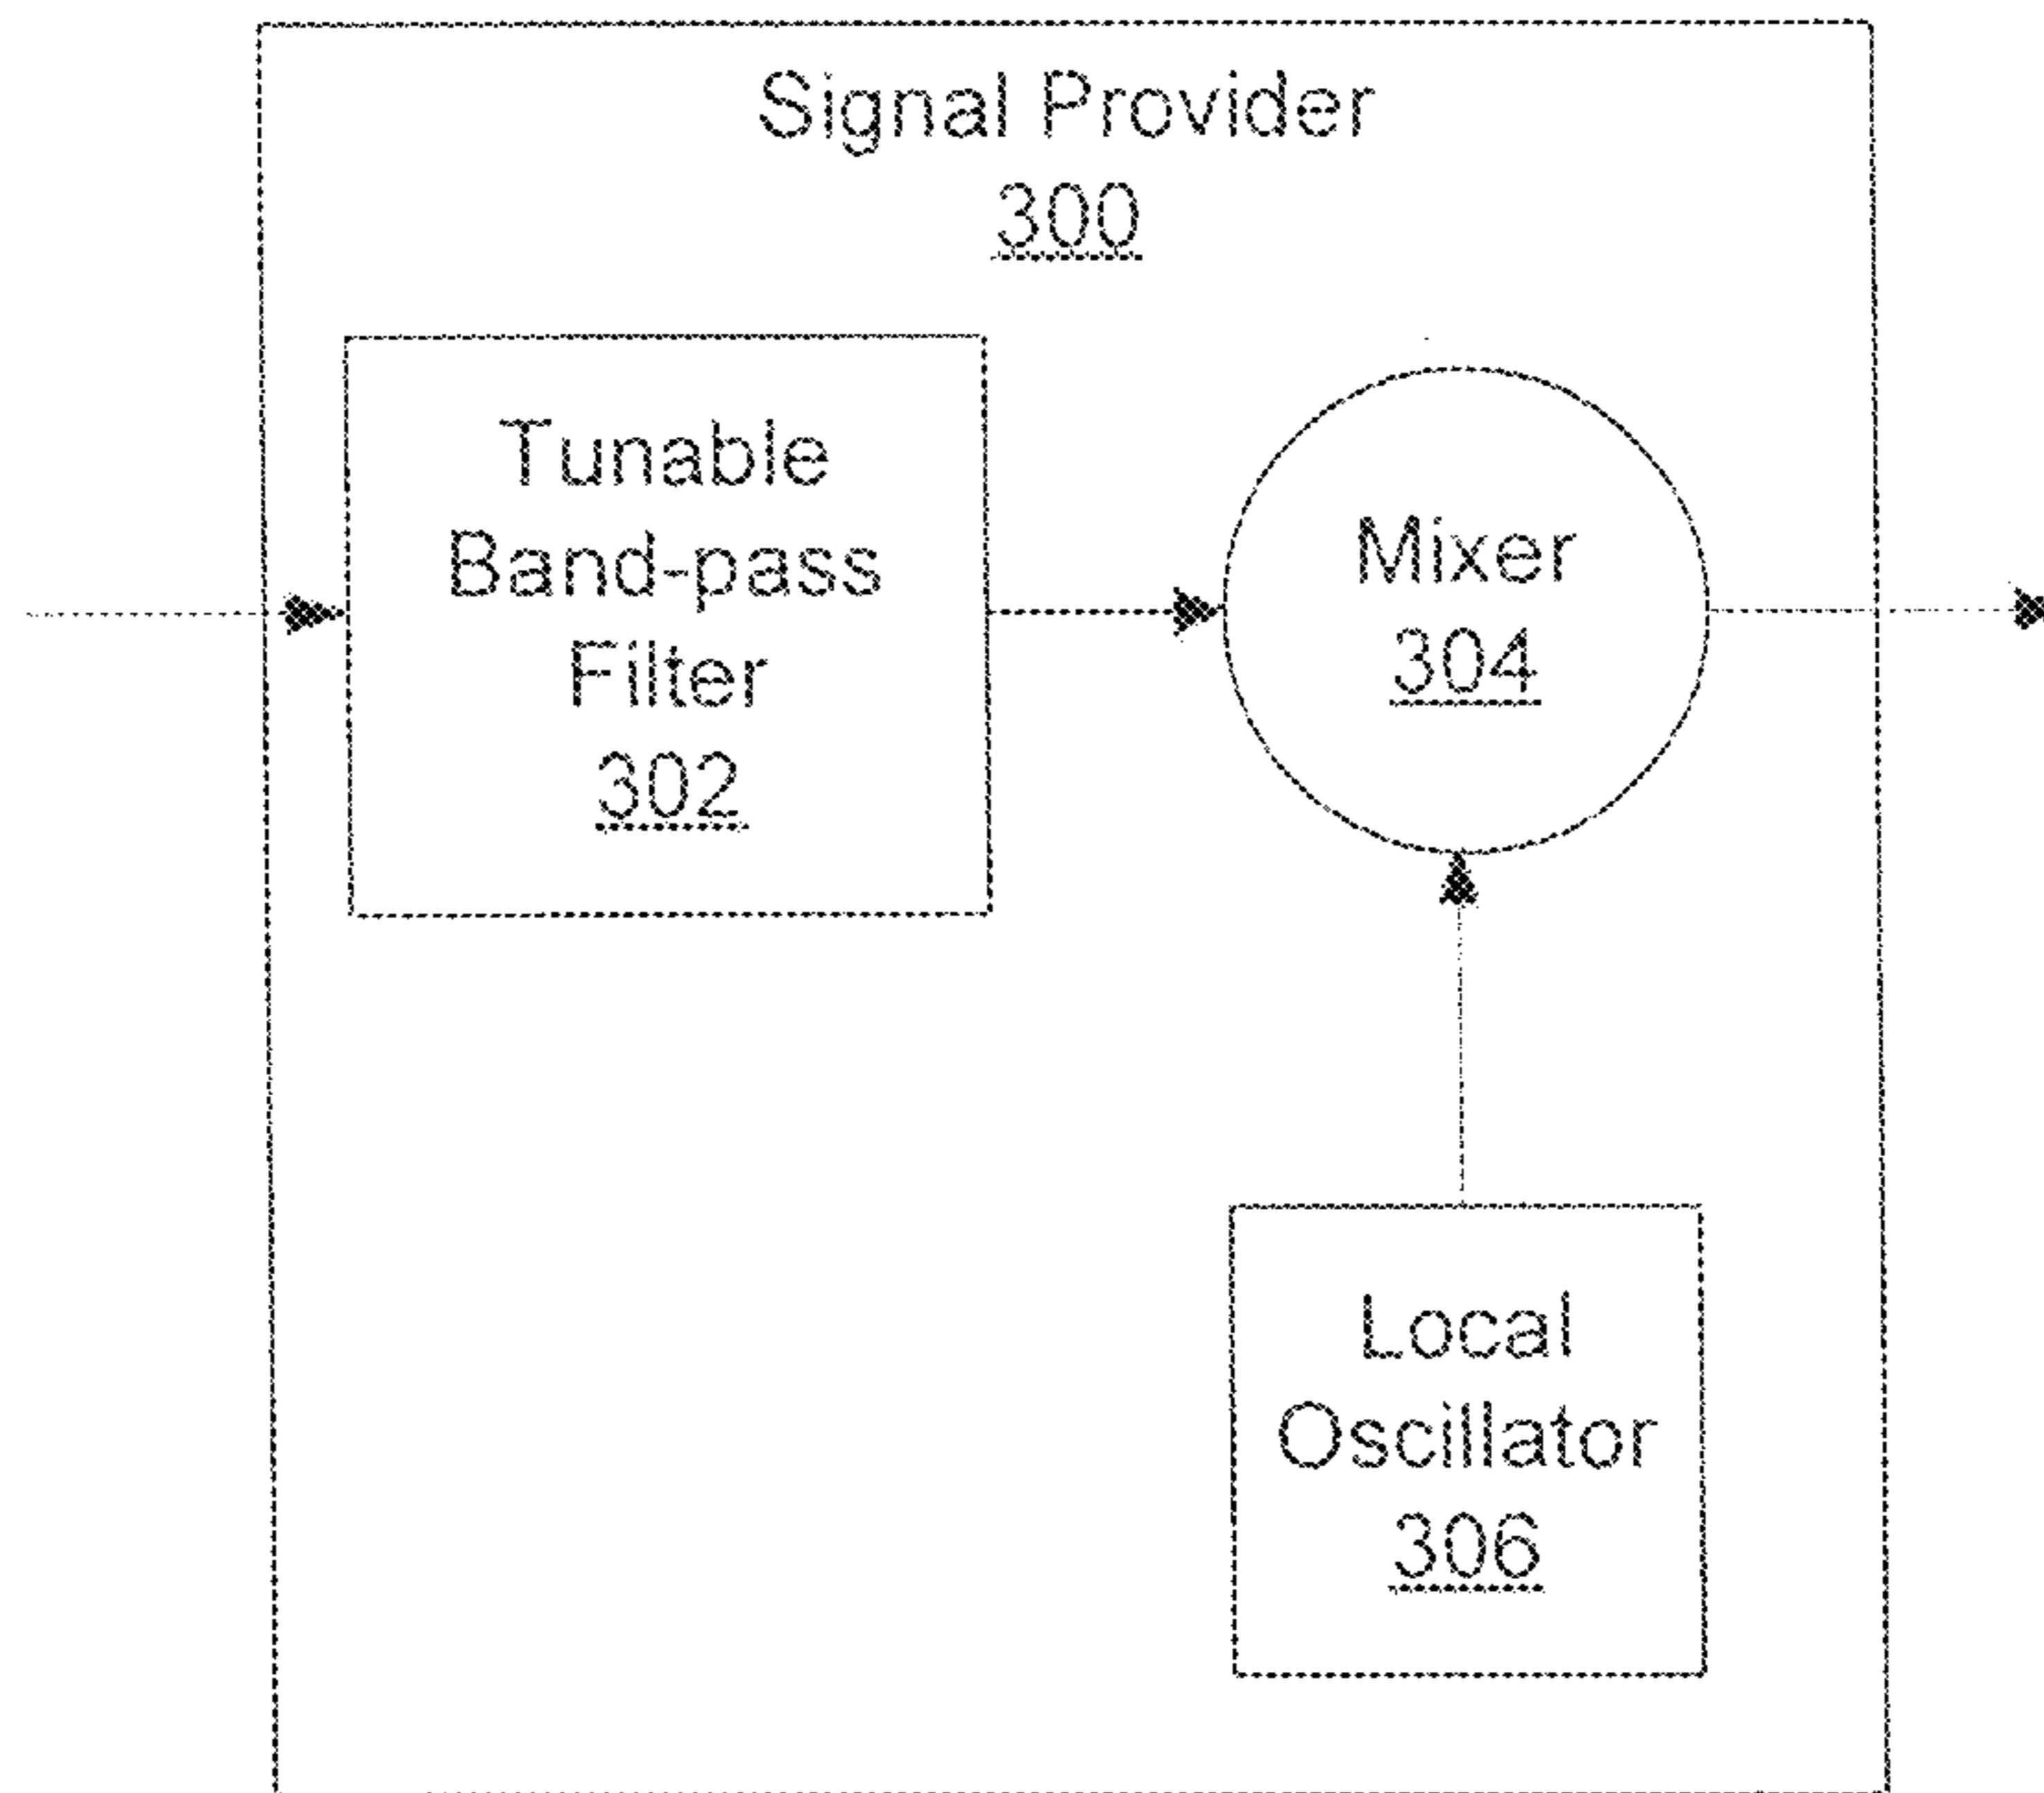 Signal Provider
300
Tunable
Band-pass
Filter
302
Mixer
304
Local
Oscillator
306